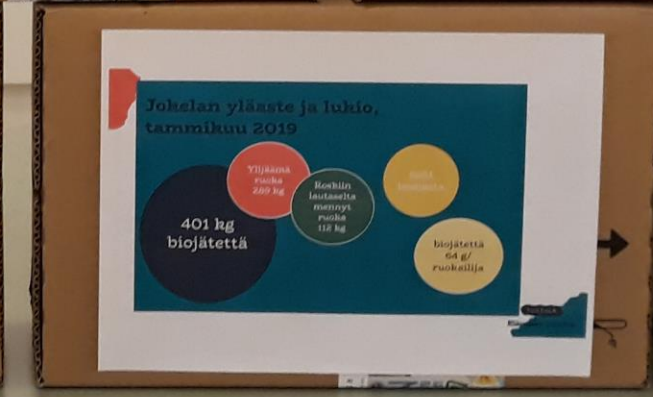 Jokelan yläaste ja lukio,
tammikuu 2019
Ylijäämä
ruoka
289 kg
Roskiin
lautaselta
mennyt
ruoka
112 kg
401 kg
biojätettä
biojätettä
64 g/
ruokailija